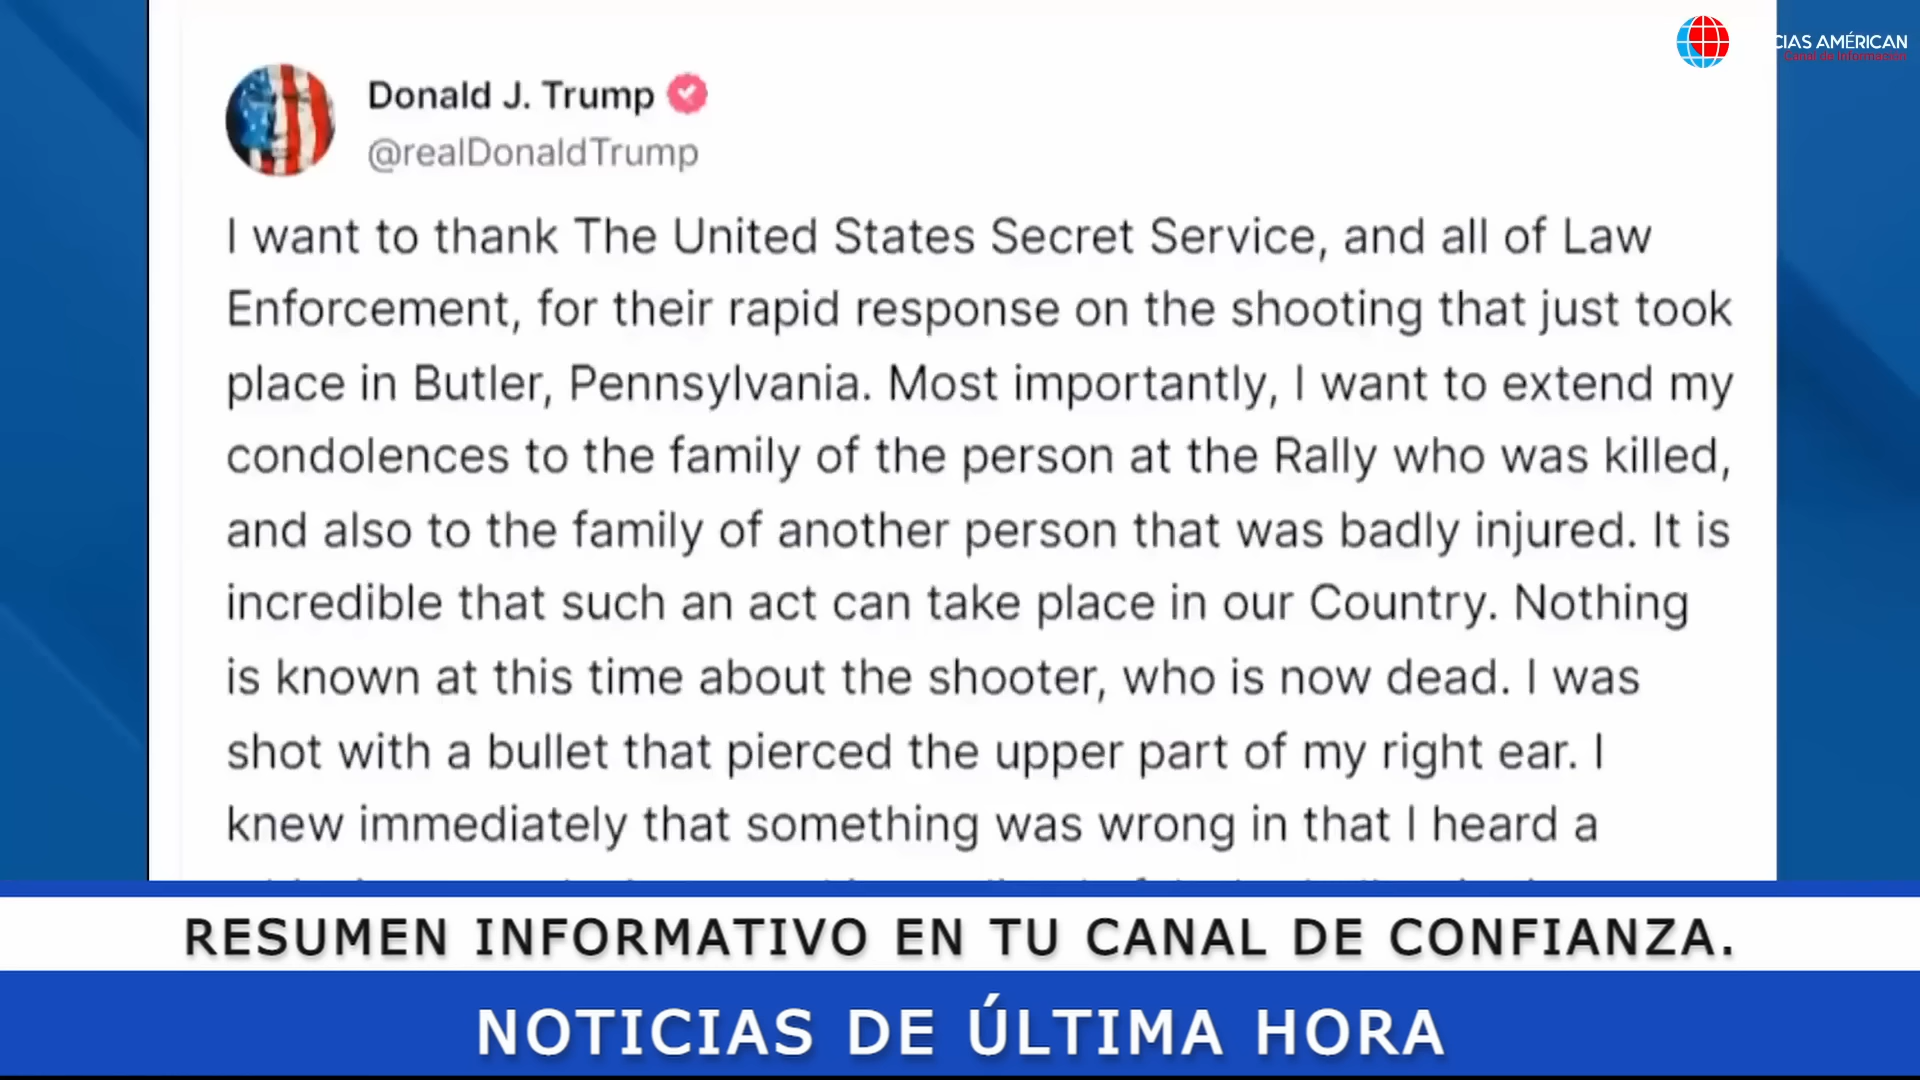 CIAS AMÉRICAN
Canal de Información
Donald J. Trump
@realDonaldTrump
I want to thank The United States Secret Service, and all of Law
Enforcement, for their rapid response on the shooting that just took
place in Butler, Pennsylvania. Most importantly, I want to extend my
condolences to the family of the person at the Rally who was killed,
and also to the family of another person that was badly injured. It is
incredible that such an act can take place in our Country. Nothing
is known at this time about the shooter, who is now dead. I was
shot with a bullet that pierced the upper part of my right ear. I
knew immediately that something was wrong in that I heard a
RESUMEN INFORMATIVO EN TU CANAL DE CONFIANZA.
NOTICIAS DE ÚLTIMA HORA